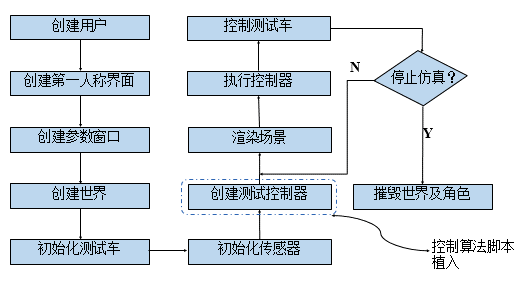 创建用户
创建第一人称界面
创建参数窗口
创建世界
初始化测试车
初始化传感器
创建测试控制器
渲染场景
执行控制器
控制测试车
停止仿真？
N
Y
摧毁世界及角色
控制算法脚本
植入